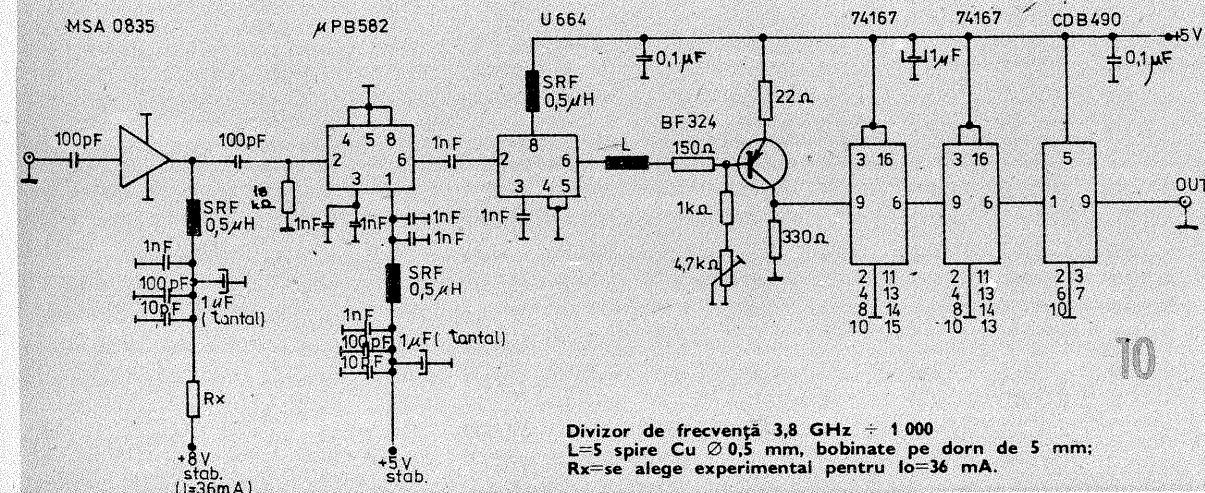 MSA 0835
μPB582
U664
74167
74167
CDB490
+5V
0,1μF
1μF
0,1μF
SRF
0,5μH
22Ω
BF324
100pF
100pF
4 5 8
2 6
3 1
1nF
8
2 6
3 4 5
L
150Ω
3 16
9 6
3 16
9 6
5
1 9
OUT
SRF
0,5μH
1nF
1nF
1nF
1nF
1nF
1kΩ
330Ω
4,7kΩ
1nF
100pF
10pF
1μF
(tantal)
SRF
0,5μH
1nF
100pF
10pF
1μF (tantal)
2 11
4 13
8 14
10 15
2 11
4 13
8 14
10 13
2 3
6 7
10
Rx
+8V
stab.
(I=36mA)
+5V
stab.
10
Divizor de frecvență 3,8 GHz ÷ 1 000
L=5 spire Cu ∅ 0,5 mm, bobinate pe dorn de 5 mm;
Rx=se alege experimental pentru Io=36 mA.